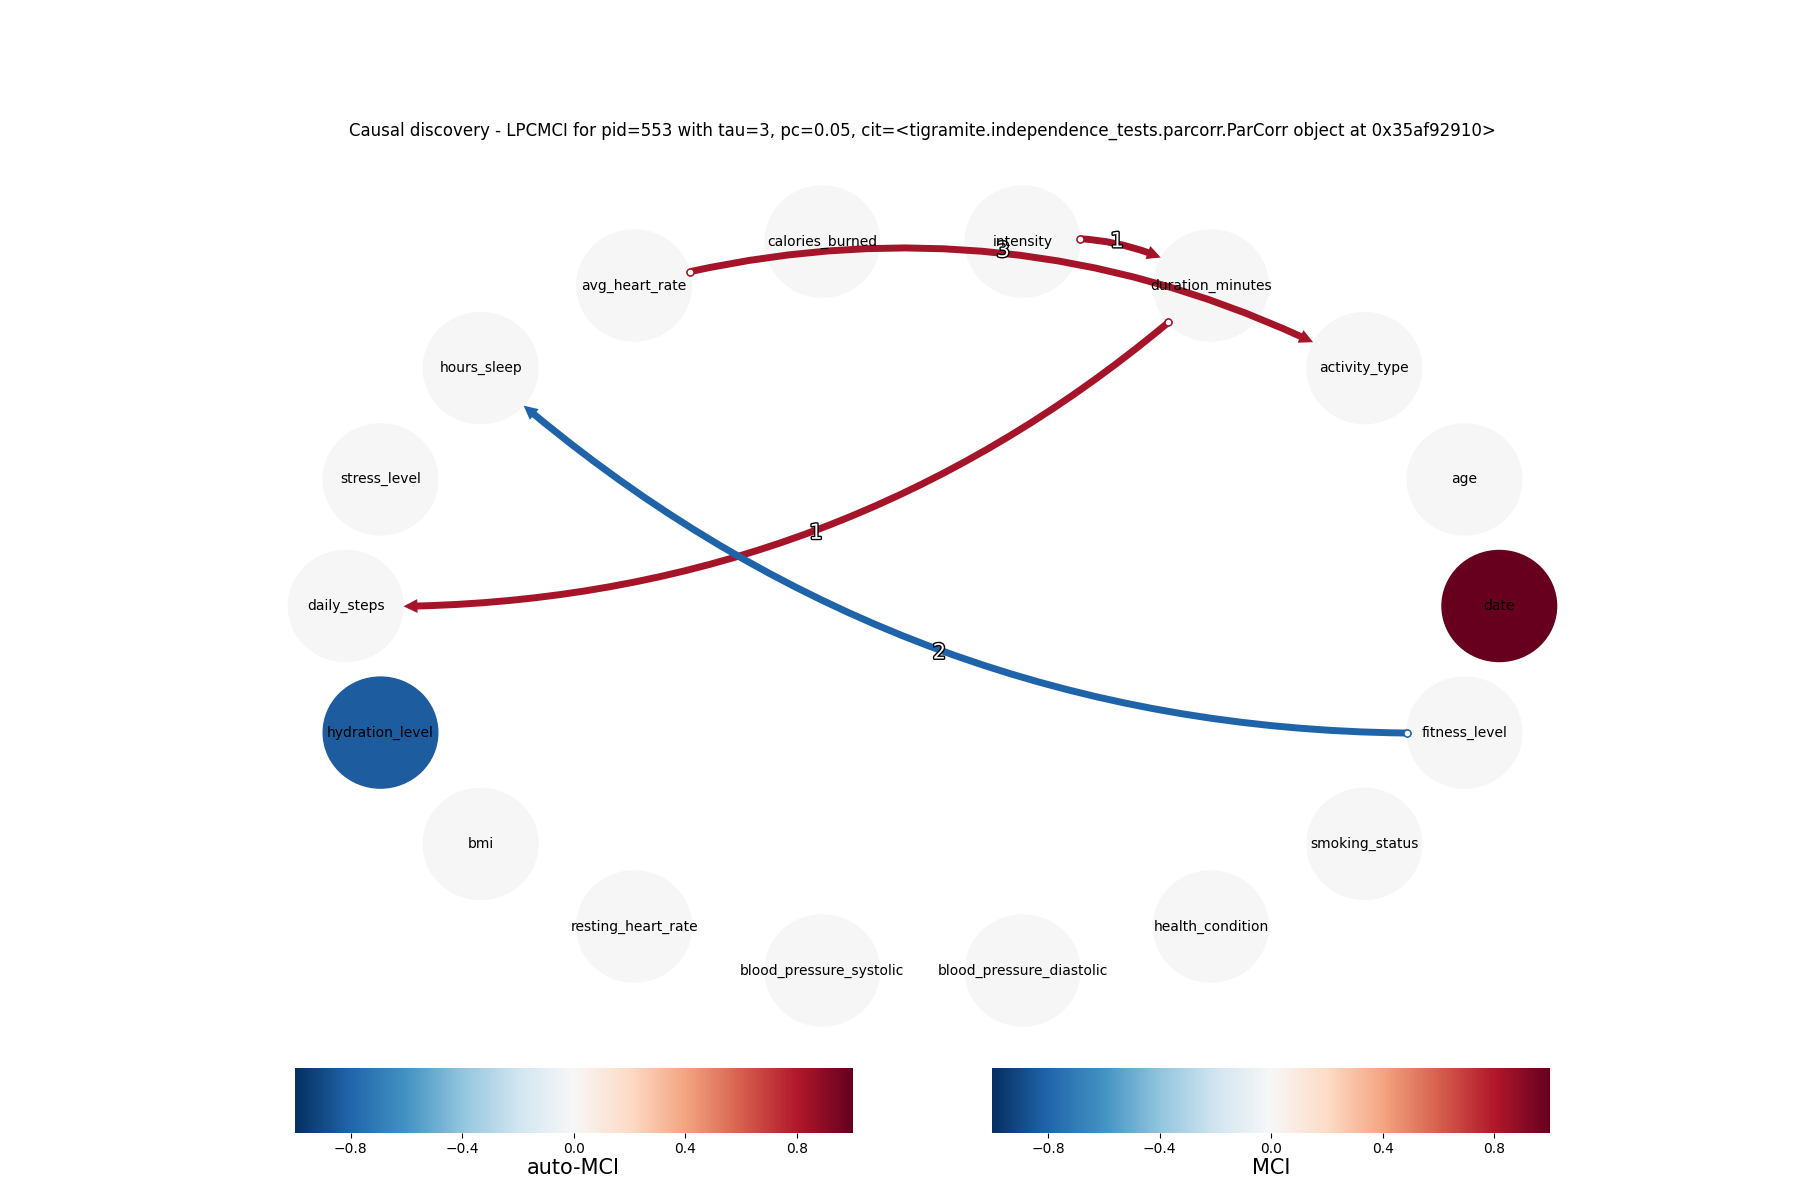 Causal discovery - LPCMCI for pid=553 with tau=3, pc=0.05, cit=<tigramite.independence_tests.parcorr.ParCorr object at 0x35af92910>
calories_burned
intensity
1
3
avg_heart_rate
duration_minutes
hours_sleep
activity_type
stress_level
age
1
daily_steps
date
2
hydration_level
fitness_level
bmi
smoking_status
resting_heart_rate
health_condition
blood_pressure_systolic
blood_pressure_diastolic
−0.8 −0.4 0.0 0.4 0.8
auto-MCI
−0.8 −0.4 0.0 0.4 0.8
MCI